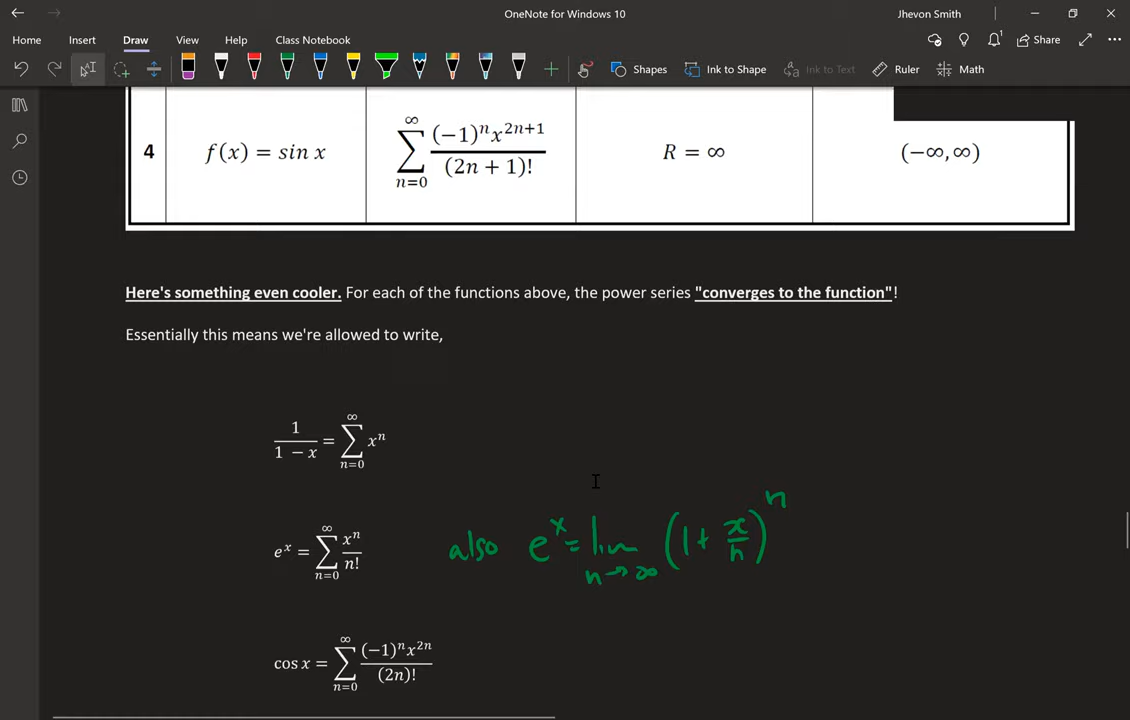 OneNote for Windows 10
Jhevon Smith
Home Insert Draw View Help Class Notebook
Share
Shapes Ink to Shape Ink to Text Ruler Math
4 f(x) = sin x ∑_{n=0}^{∞} (−1)^n x^{2n+1} / (2n + 1)! R = ∞ (−∞, ∞)
Here's something even cooler. For each of the functions above, the power series "converges to the function"!
Essentially this means we're allowed to write,
1 / (1 − x) = ∑_{n=0}^{∞} x^n
e^x = ∑_{n=0}^{∞} x^n / n! also e^x = lim_{n→∞} (1 + x/n)^n
cos x = ∑_{n=0}^{∞} (−1)^n x^{2n} / (2n)!